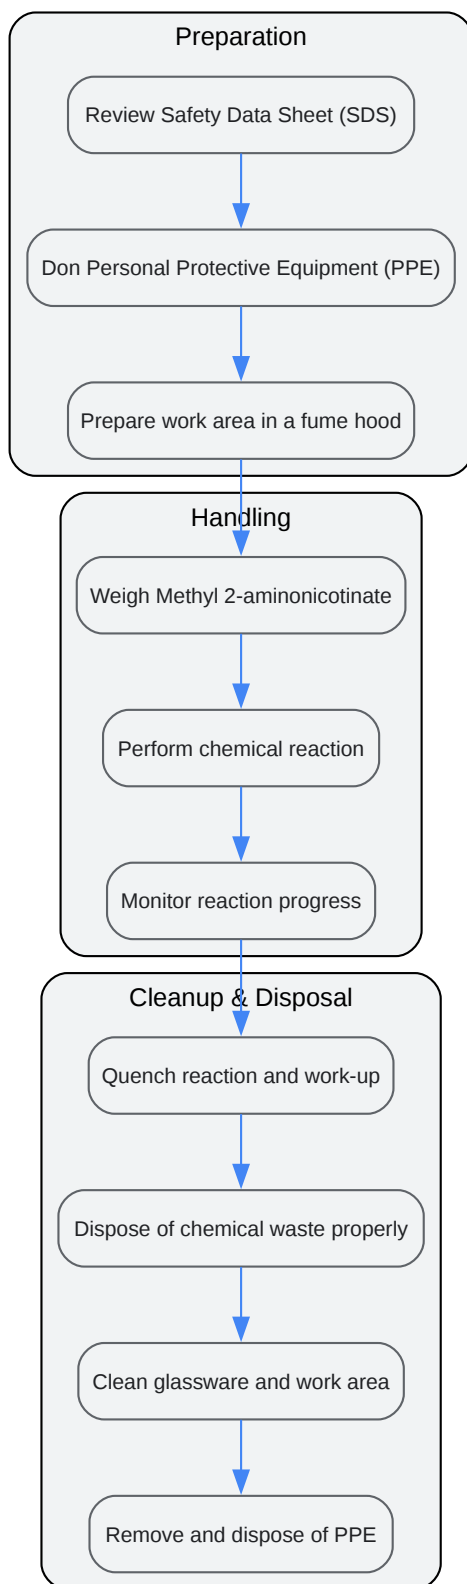 Preparation
Review Safety Data Sheet (SDS)
Don Personal Protective Equipment (PPE)
Prepare work area in a fume hood
Handling
Weigh Methyl 2-aminonicotinate
Perform chemical reaction
Monitor reaction progress
Cleanup & Disposal
Quench reaction and work-up
Dispose of chemical waste properly
Clean glassware and work area
Remove and dispose of PPE